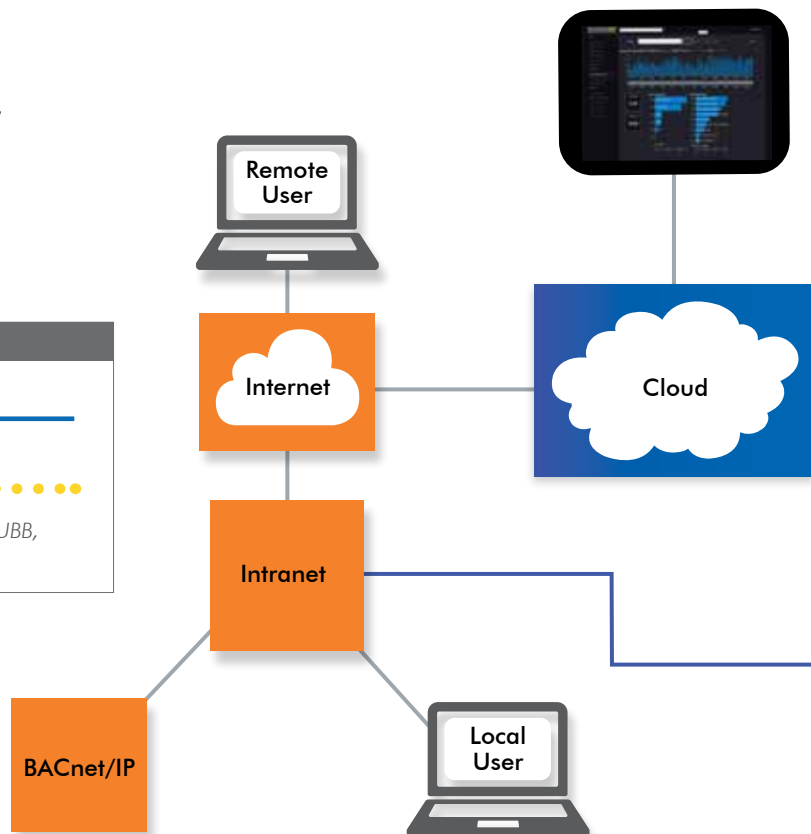 Remote
User
Internet
Cloud
UBB,
Intranet
BACnet/IP
Local
User